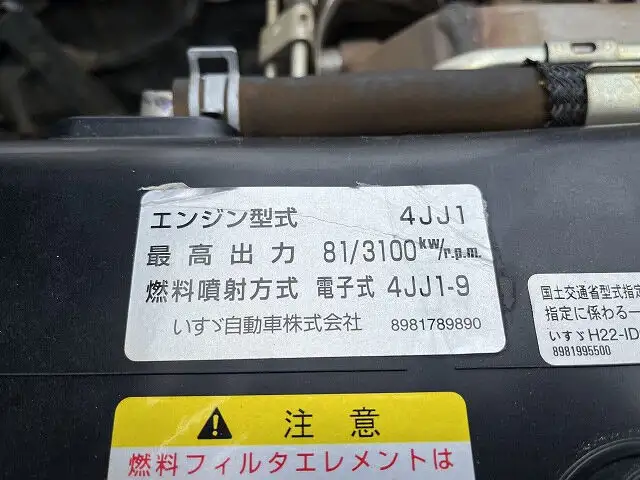 エンジン型式 4JJ1
最高出力 81/3100 kw/r.p.m.
燃料噴射方式 電子式 4JJ1-9
いすゞ自動車株式会社 8981789890
国土交通省型式指定
指定に係わる一
いすゞH22-ID
8981995500
注意
燃料フィルタエレメントは